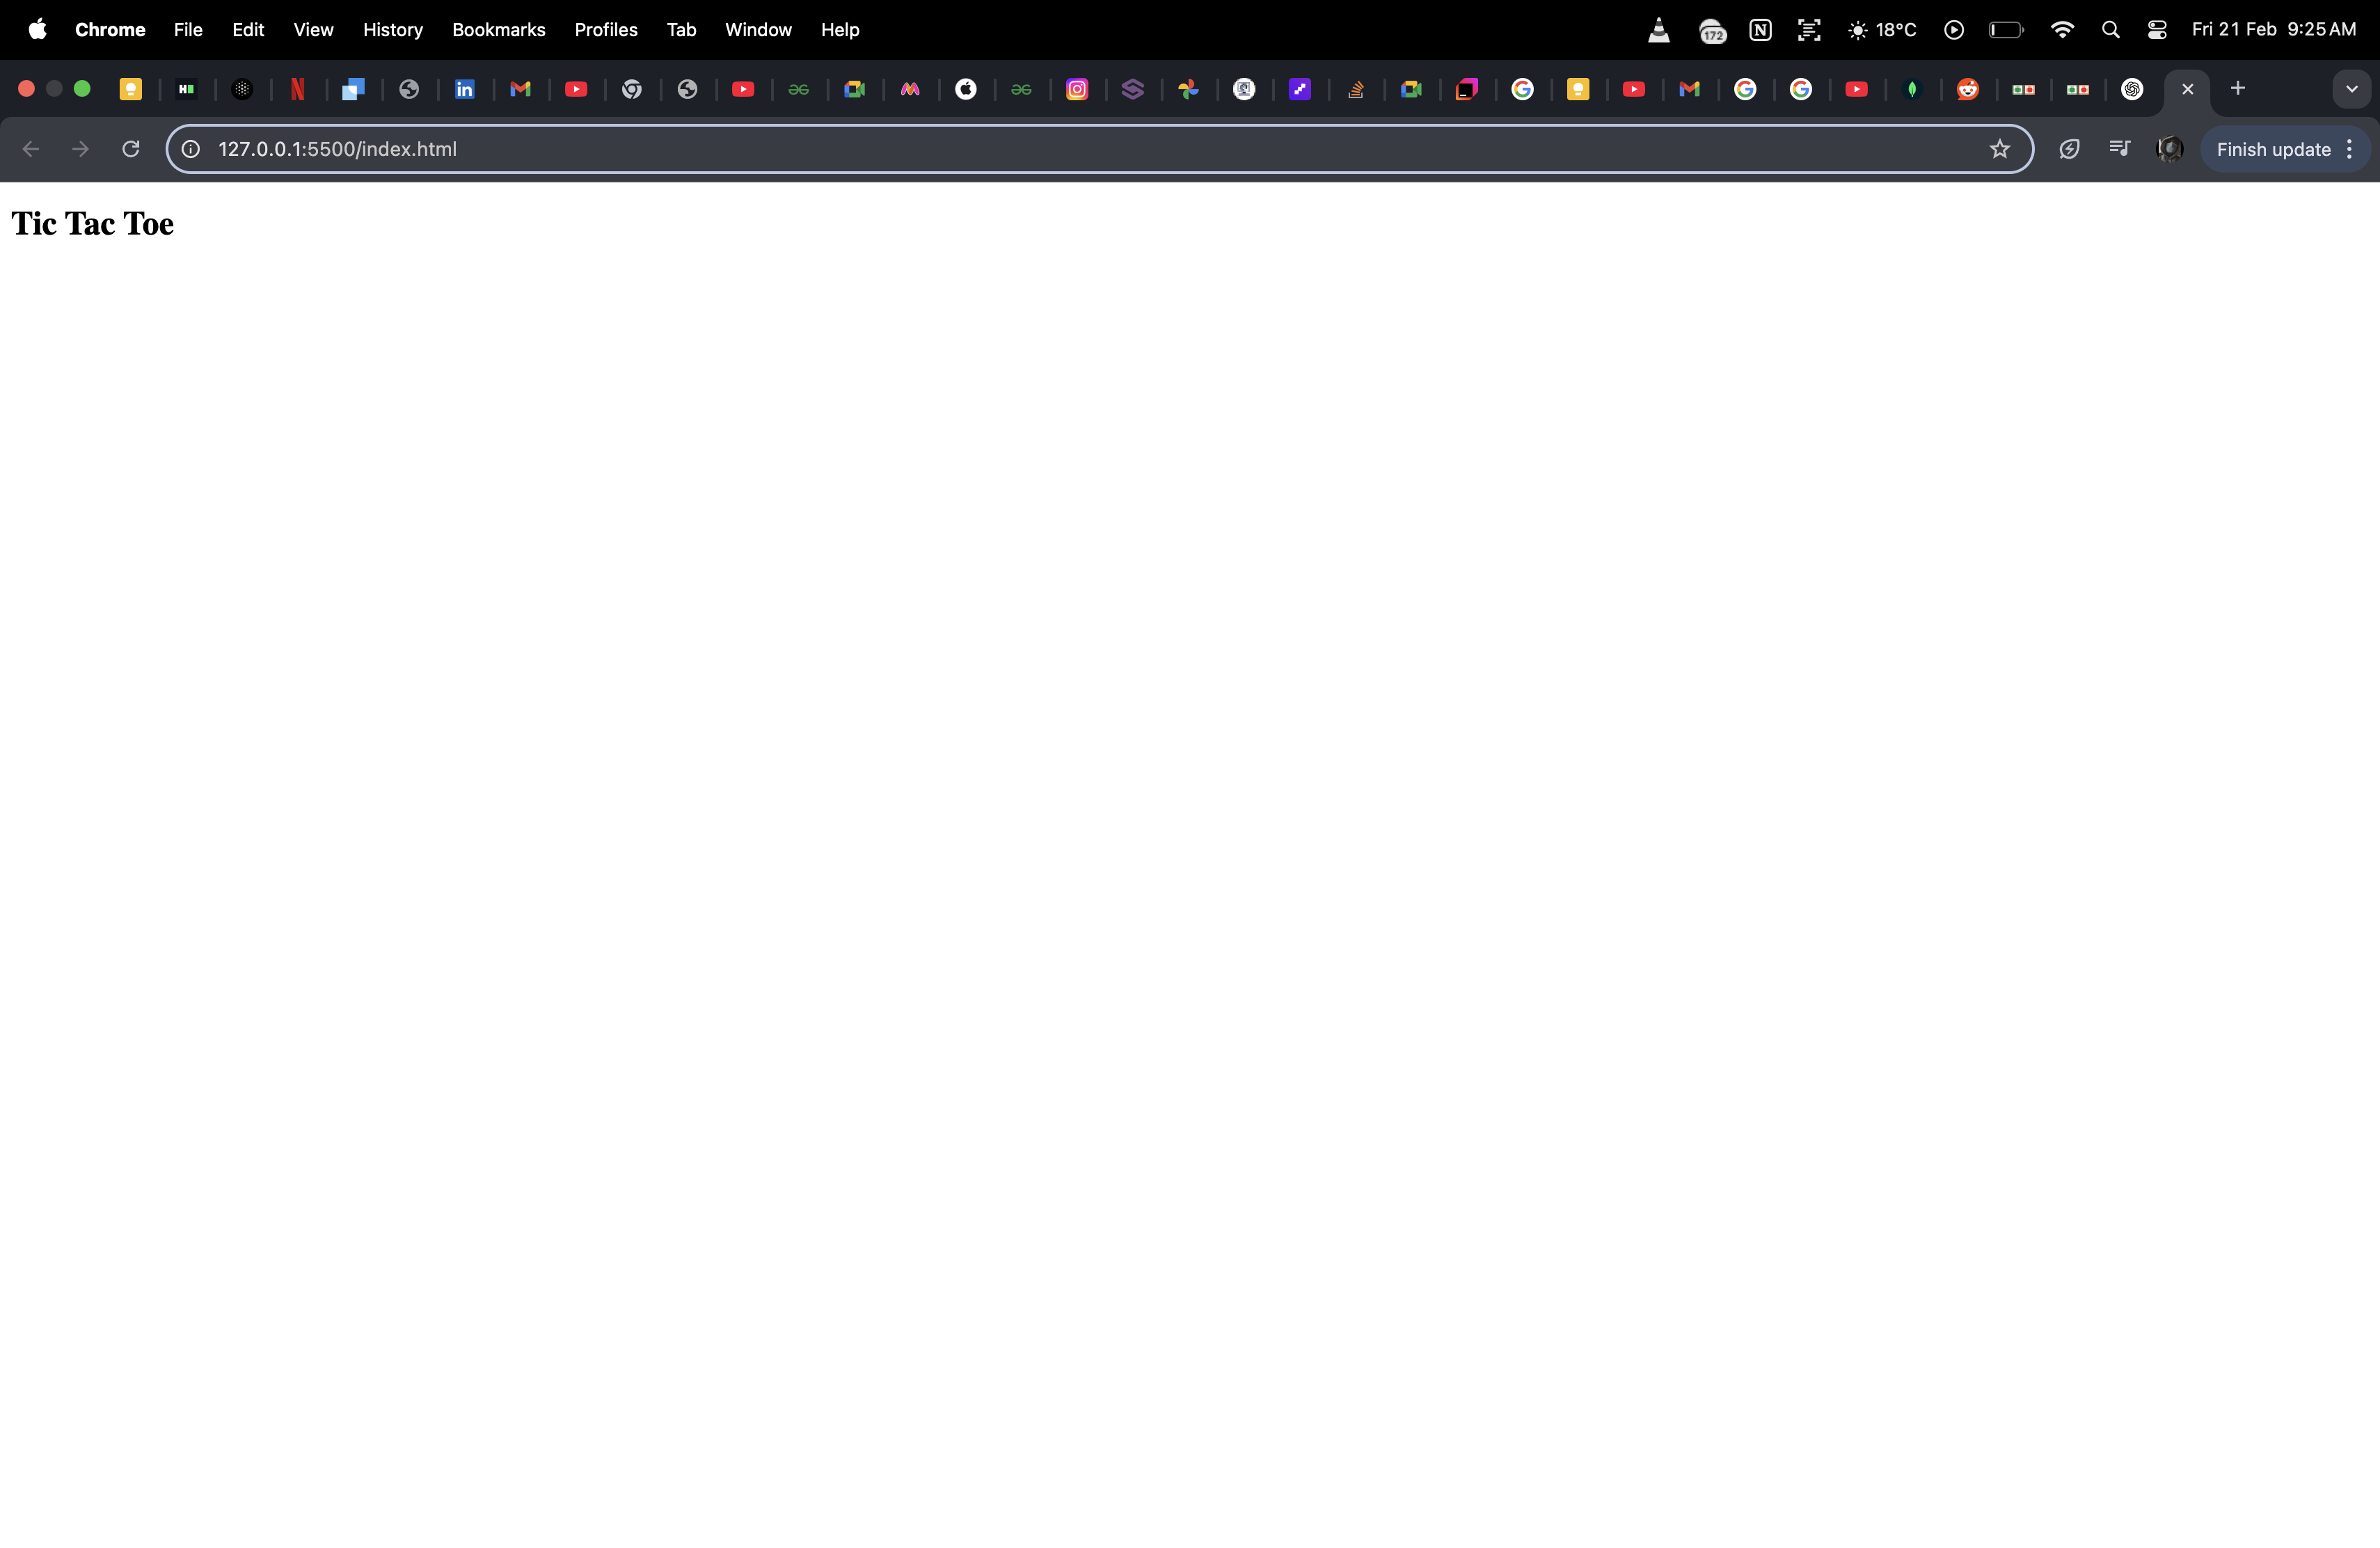 Chrome File Edit View History Bookmarks Profiles Tab Window Help 172 N 18°C Fri 21 Feb 9:25 AM
H N in
127.0.0.1:5500/index.html Finish update
Tic Tac Toe